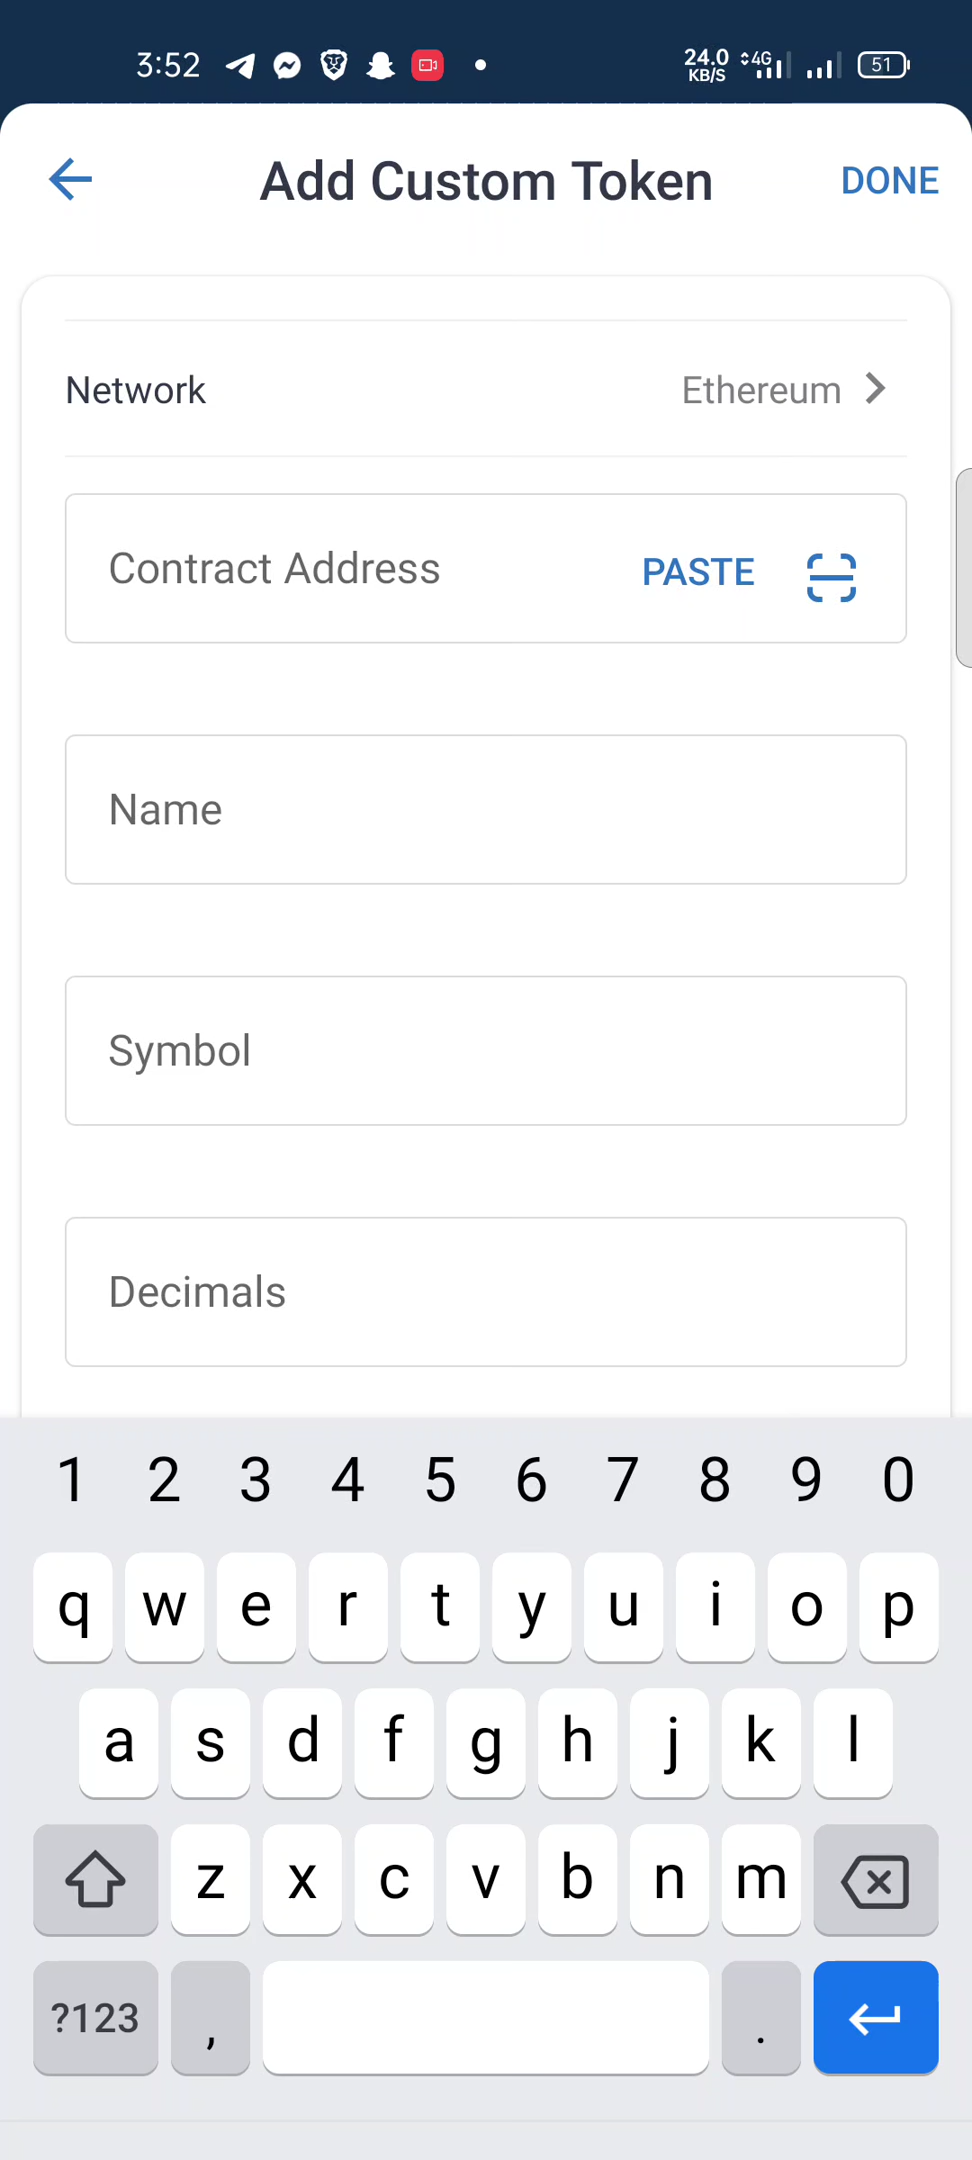 3:52 24.0 KB/S 4G 51
Add Custom Token DONE
Network Ethereum
Contract Address PASTE
Name
Symbol
Decimals
1 2 3 4 5 6 7 8 9 0
q w e r t y u i o p
a s d f g h j k l
z x c v b n m
?123 , .